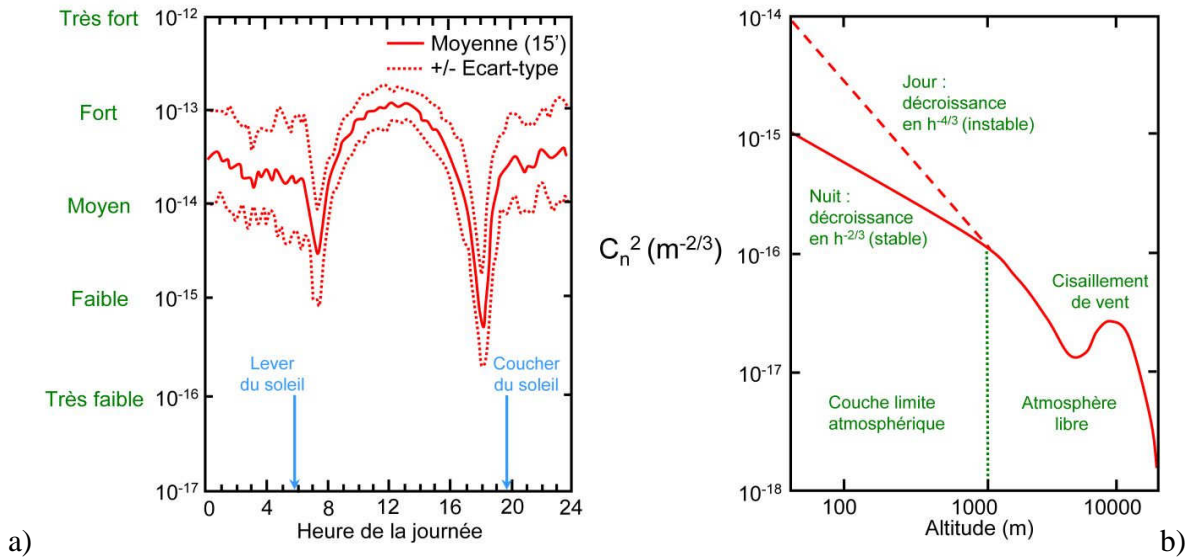 Très fort
Fort
Moyen
Faible
Très faible
10-12
10-13
10-14
10-15
10-16
10-17
Moyenne (15’)
+/- Ecart-type
Lever
du soleil
Coucher
du soleil
0 4 8 12 16 20 24
Heure de la journée
a)
Cn2 (m-2/3)
10-14
10-15
10-16
10-17
10-18
Jour :
décroissance
en h-4/3 (instable)
Nuit :
décroissance
en h-2/3 (stable)
Cisaillement
de vent
Couche limite
atmosphérique
Atmosphère
libre
100 1000 10000
Altitude (m)
b)